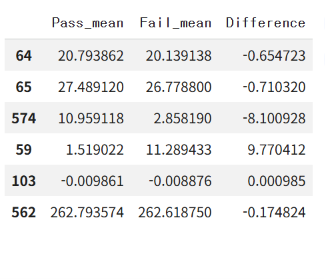 Pass_mean Fail_mean Difference
64 20.793862 20.139138 -0.654723
65 27.489120 26.778800 -0.710320
574 10.959118 2.858190 -8.100928
59 1.519022 11.289433 9.770412
103 -0.009861 -0.008876 0.000985
562 262.793574 262.618750 -0.174824